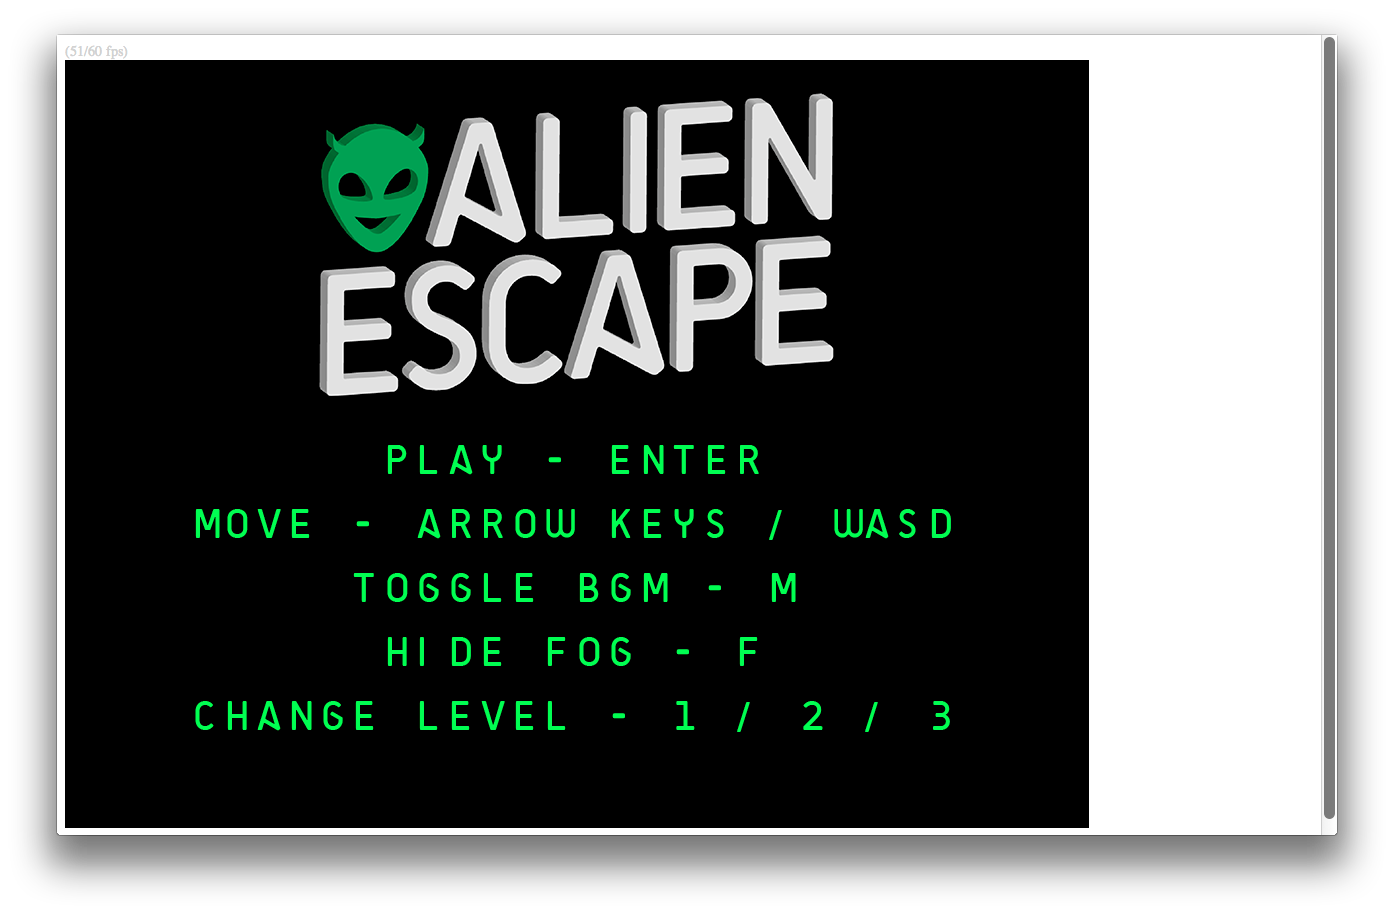 (51/60 fps)
ALIEN
ESCAPE
PLAY - ENTER
MOVE - ARROW KEYS / WASD
TOGGLE BGM - M
HIDE FOG - F
CHANGE LEVEL - 1 / 2 / 3